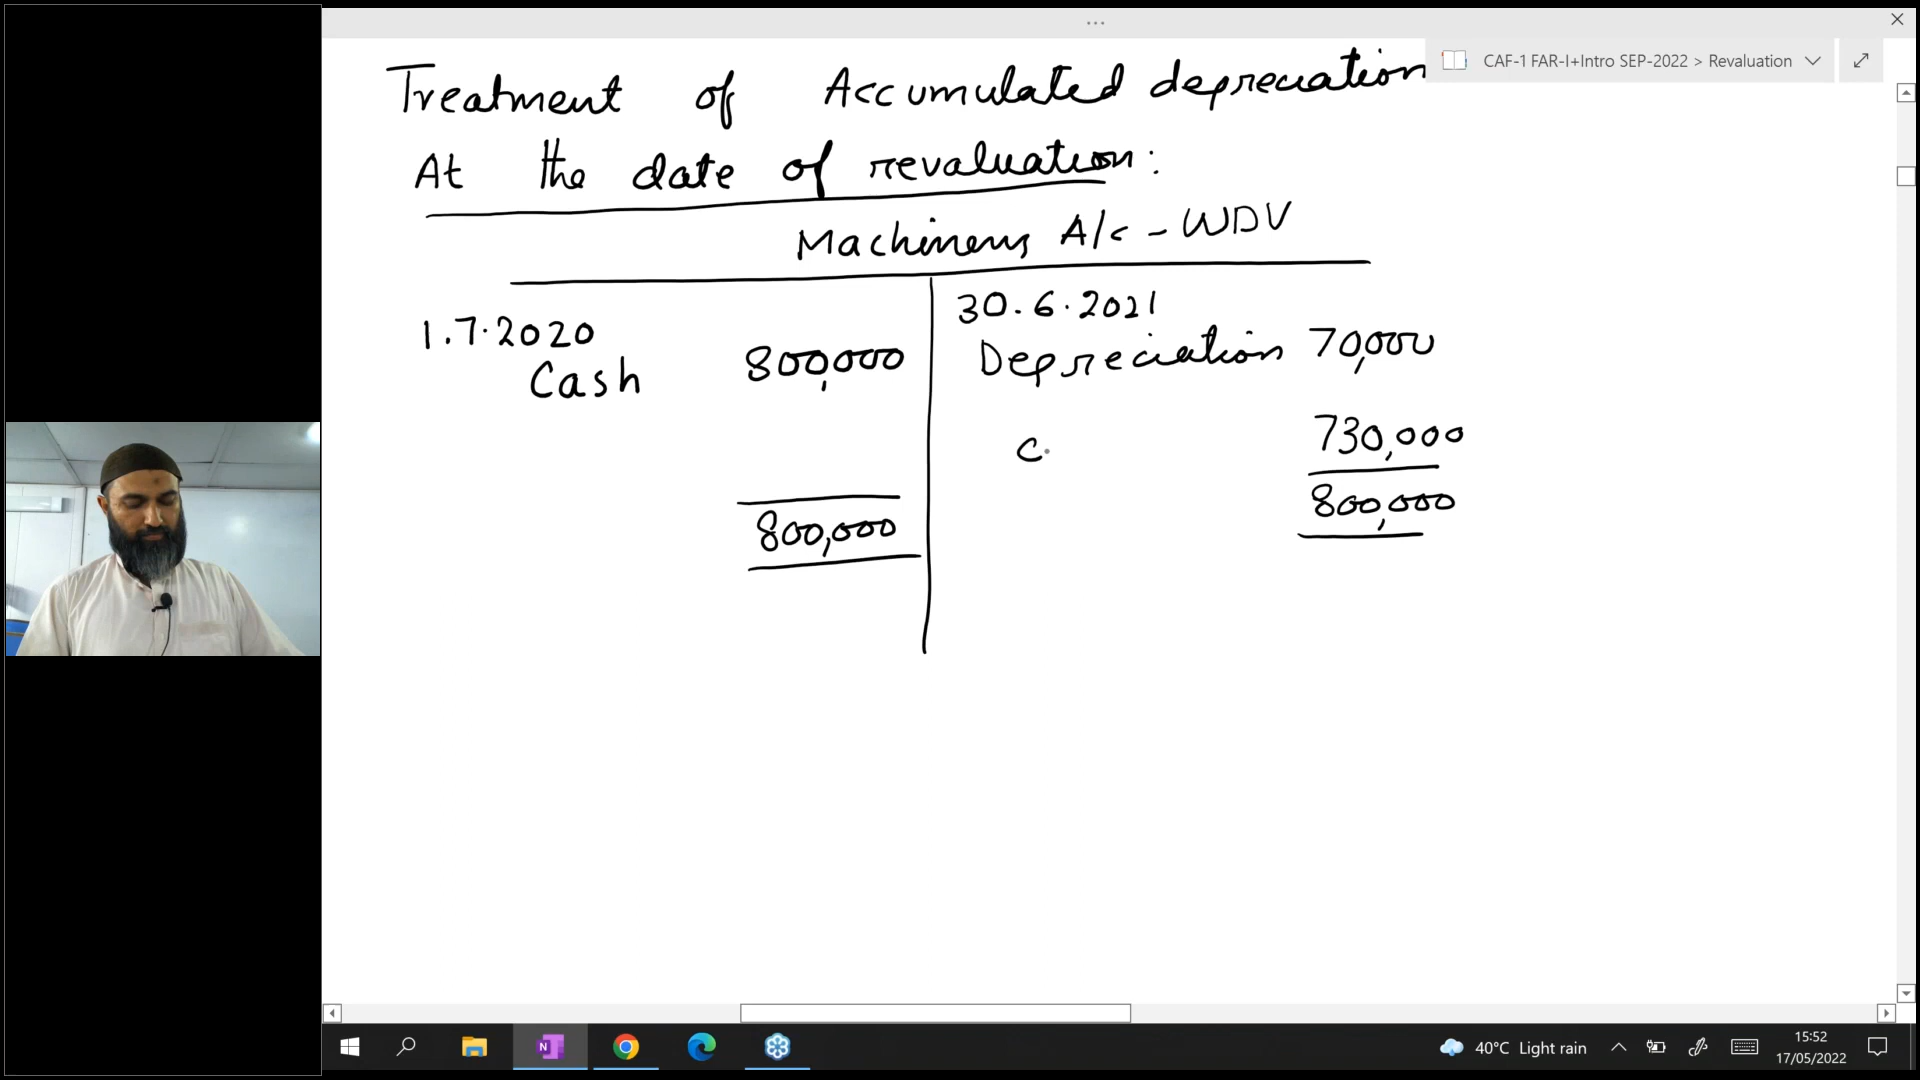 CAF-1 FAR-I+Intro SEP-2022 > Revaluation
Treatment of Accumulated depreciation
At the date of revaluation:
Machinery A/c - WDV
1.7.2020
Cash 800,000
800,000
30.6.2021
Depreciation 70,000
C. 730,000
800,000
40°C Light rain
15:52
17/05/2022